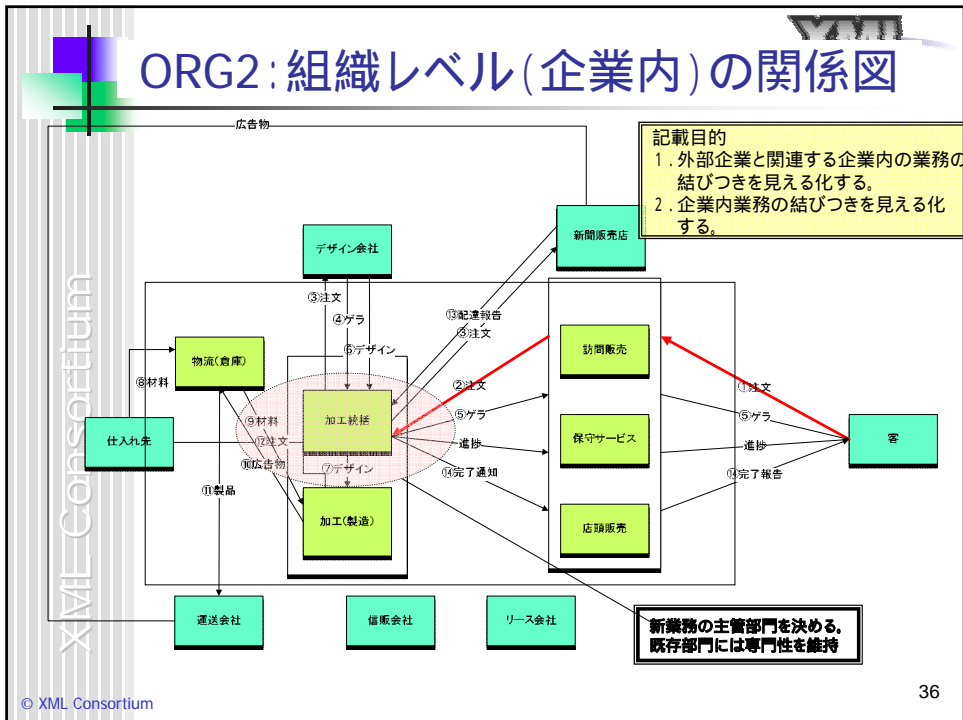 XML
ORG2:組織レベル(企業内)の関係図
広告物
記載目的
1.外部企業と関連する企業内の業務の
結びつきを見える化する。
2.企業内業務の結びつきを見える化
する。
新聞販売店
デザイン会社
③注文
④ゲラ
⑥デザイン
⑬配達報告
③注文
訪問販売
物流(倉庫)
⑧材料
②注文
①注文
加工統括
⑤ゲラ
⑤ゲラ
⑨材料
仕入れ先
⑫注文
保守サービス
客
進捗
進捗
⑩広告物
⑦デザイン
⑭完了通知
⑭完了報告
⑪製品
加工(製造)
店頭販売
運送会社
信販会社
リース会社
新業務の主管部門を決める。
既存部門には専門性を維持
XML Consortium
© XML Consortium
36